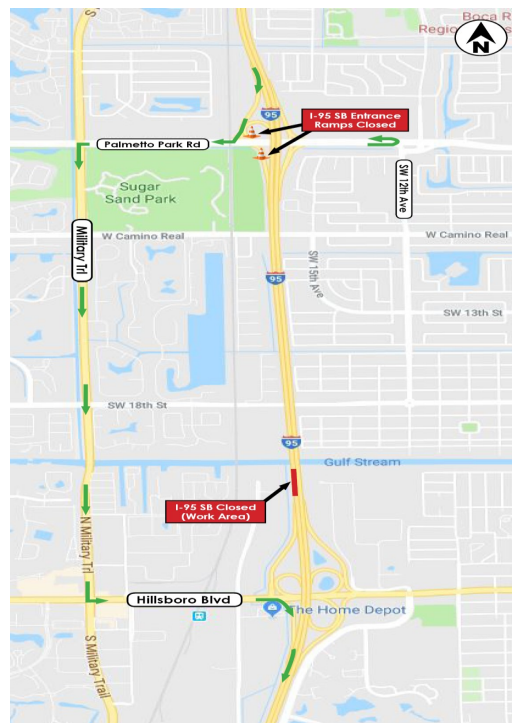 Boca R
Regio
s
S
N
95
I-95 SB Entrance
Ramps Closed
Palmetto Park Rd
SW 12th Ave
Sugar
Sand Park
Military Trl
W Camino Real
W Camino Real
SW 15th Ave
95
SW 13th St
SW 18th St
95
Gulf Stream
I-95 SB Closed
(Work Area)
N Military Trl
Hillsboro Blvd
The Home Depot
S Military Trail